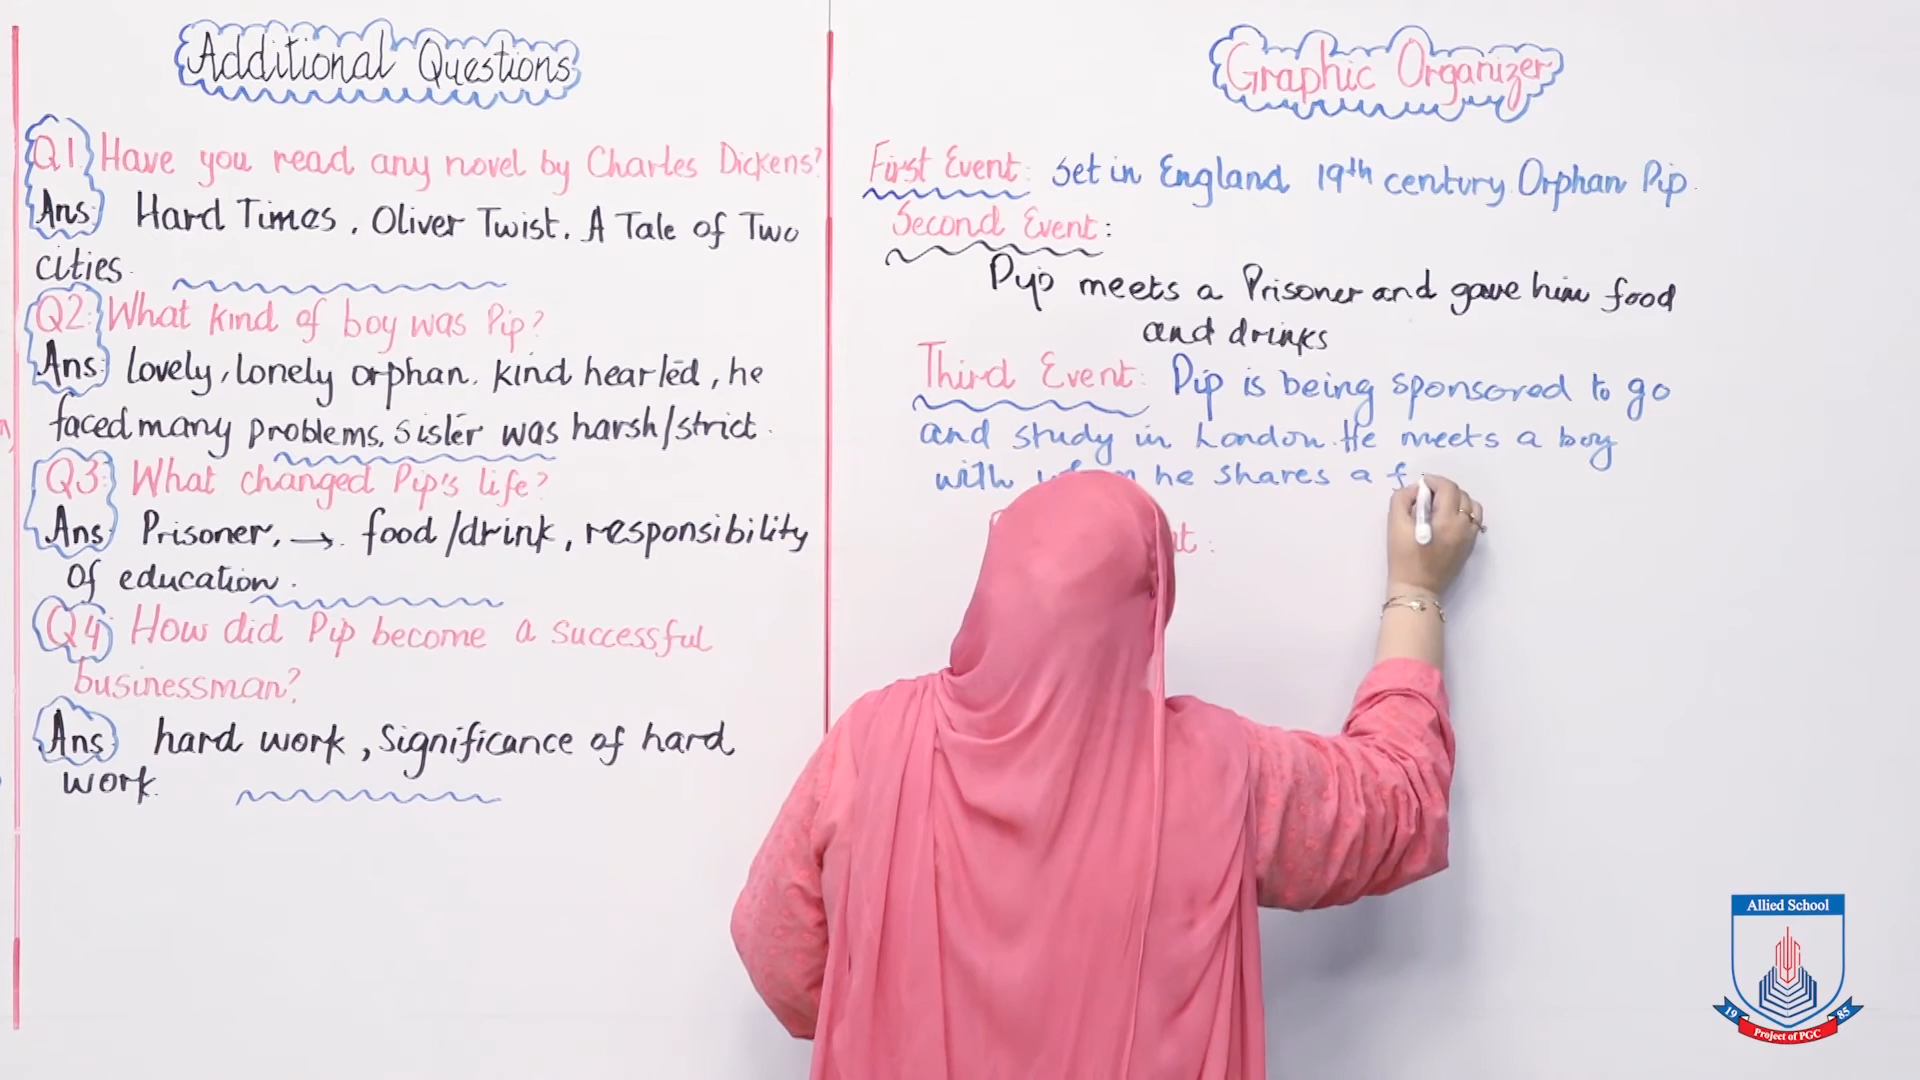 Additional Questions
Q1 Have you read any novel by Charles Dickens?
Ans: Hard Times, Oliver Twist. A Tale of Two
cities.
Q2: What kind of boy was Pip?
Ans: lovely, lonely orphan. kind hearted, he
faced many problems, sister was harsh/strict.
Q3: What changed Pip's life?
Ans: Prisoner, → food/drink, responsibility
of education.
Q4: How did Pip become a successful
businessman?
Ans: hard work, Significance of hard
work.
Graphic Organizer
First Event: Set in England 19th century. Orphan Pip.
Second Event:
Pip meets a Prisoner and gave him food
and drinks
Third Event: Pip is being sponsored to go
and study in London. He meets a boy
with he shares a f
Allied School
19 85
Project of PGC